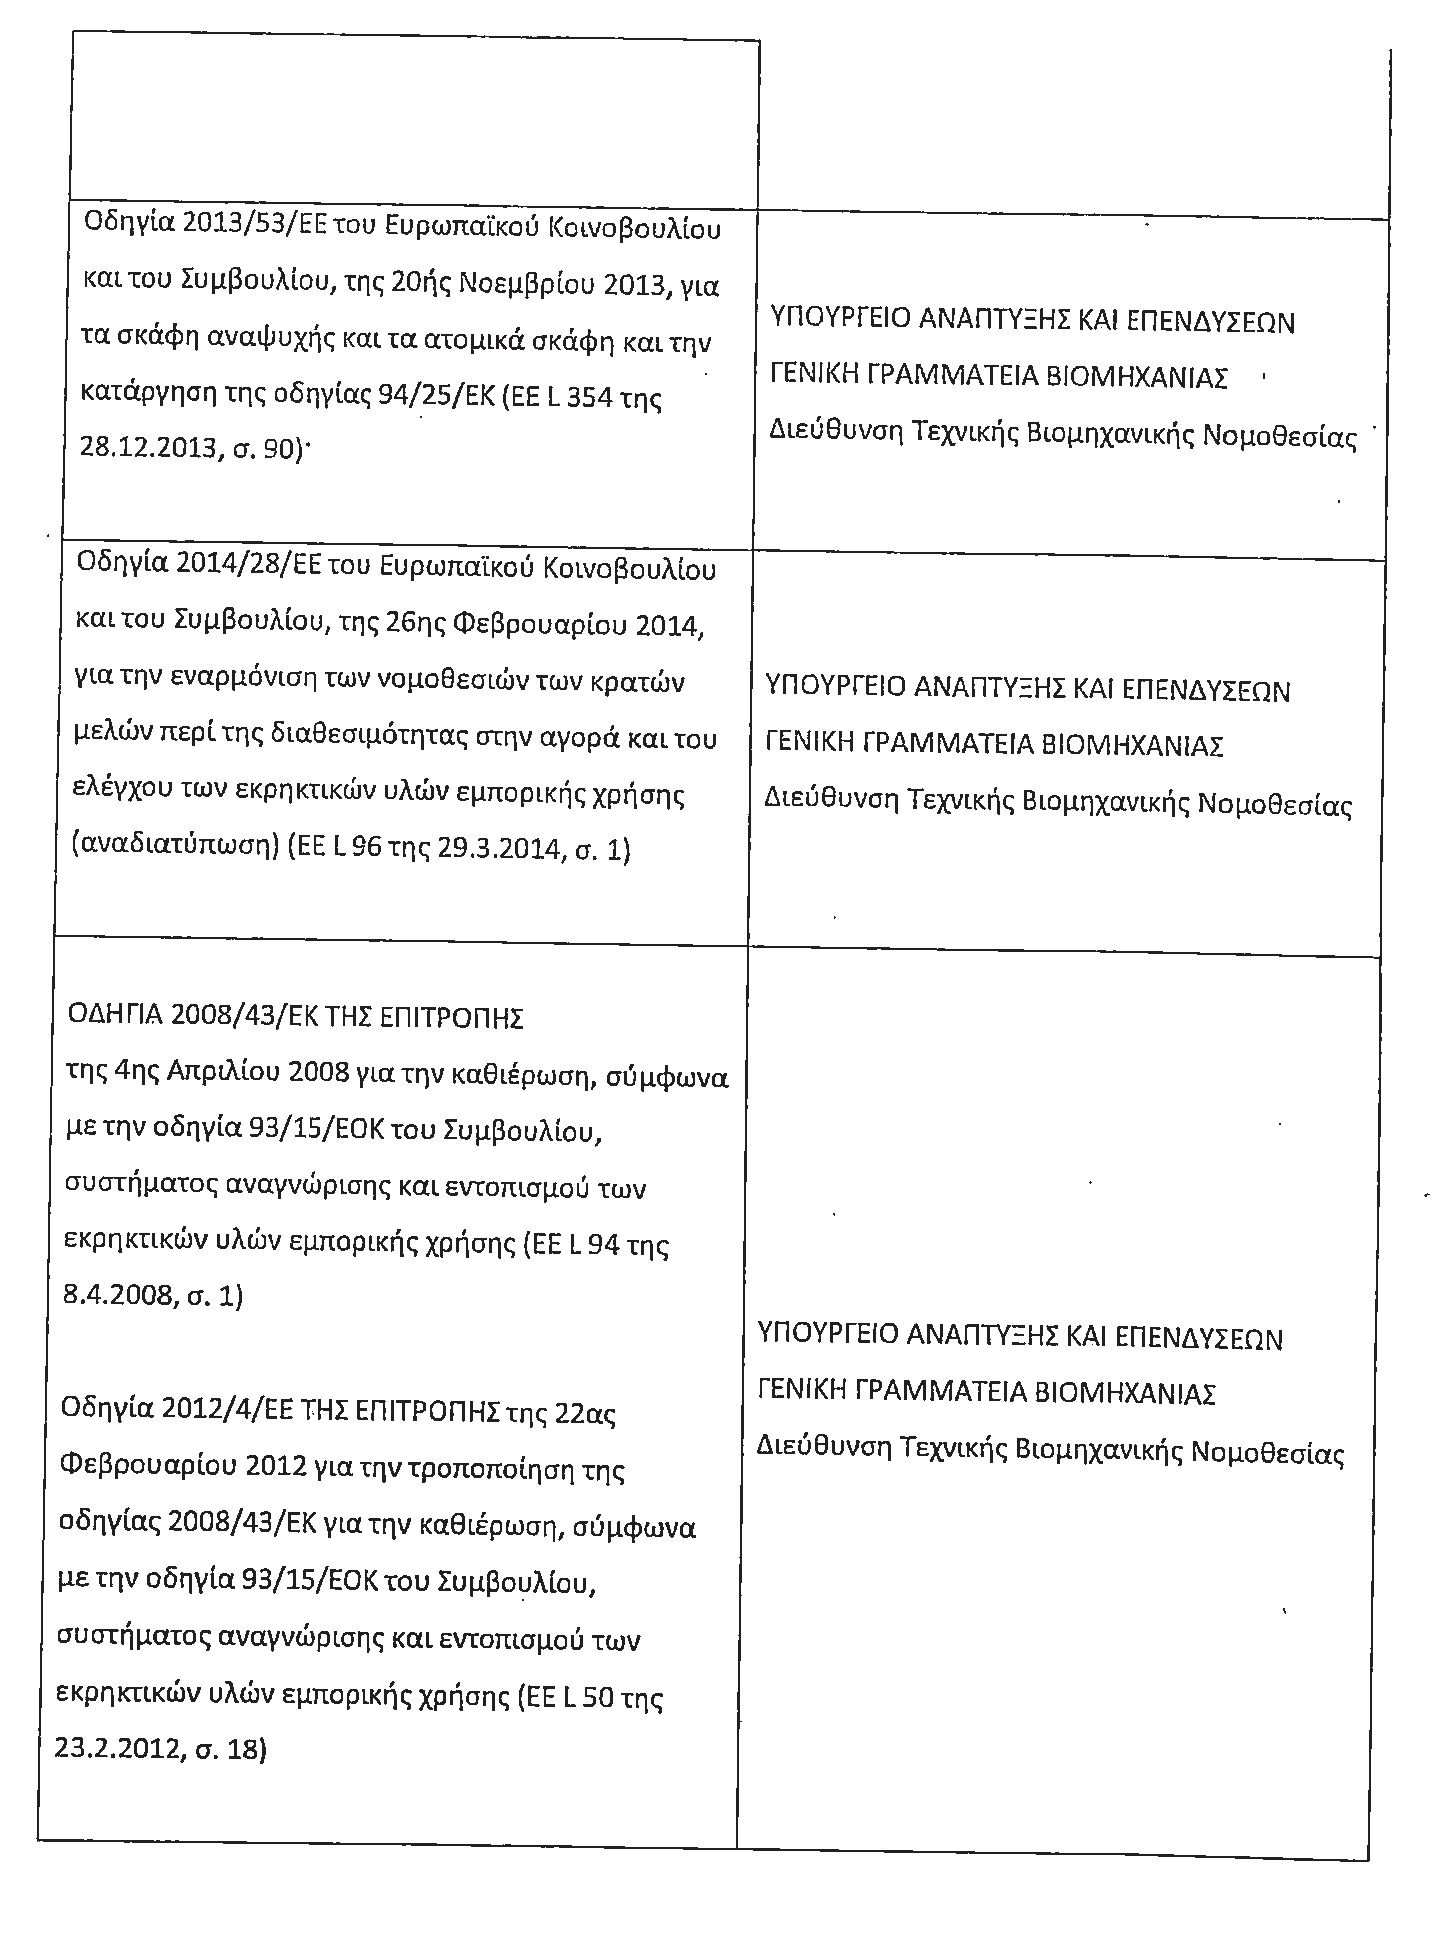 Οδηγία 2013/53/ΕΕ του Ευρωπαϊκού Κοινοβουλίου
και του Συμβουλίου, της 20ής Νοεμβρίου 2013, για
τα σκάφη αναψυχής και τα ατομικά σκάφη και την
κατάργηση της οδηγίας 94/25/ΕΚ (ΕΕ L 354 της
28.12.2013, σ. 90)·
ΥΠΟΥΡΓΕΙΟ ΑΝΑΠΤΥΞΗΣ ΚΑΙ ΕΠΕΝΔΥΣΕΩΝ
ΓΕΝΙΚΗ ΓΡΑΜΜΑΤΕΙΑ ΒΙΟΜΗΧΑΝΙΑΣ
Διεύθυνση Τεχνικής Βιομηχανικής Νομοθεσίας
Οδηγία 2014/28/ΕΕ του Ευρωπαϊκού Κοινοβουλίου
και του Συμβουλίου, της 26ης Φεβρουαρίου 2014,
για την εναρμόνιση των νομοθεσιών των κρατών
μελών περί της διαθεσιμότητας στην αγορά και του
ελέγχου των εκρηκτικών υλών εμπορικής χρήσης
(αναδιατύπωση) (ΕΕ L 96 της 29.3.2014, σ. 1)
ΥΠΟΥΡΓΕΙΟ ΑΝΑΠΤΥΞΗΣ ΚΑΙ ΕΠΕΝΔΥΣΕΩΝ
ΓΕΝΙΚΗ ΓΡΑΜΜΑΤΕΙΑ ΒΙΟΜΗΧΑΝΙΑΣ
Διεύθυνση Τεχνικής Βιομηχανικής Νομοθεσίας
ΟΔΗΓΙΑ 2008/43/ΕΚ ΤΗΣ ΕΠΙΤΡΟΠΗΣ
της 4ης Απριλίου 2008 για την καθιέρωση, σύμφωνα
με την οδηγία 93/15/ΕΟΚ του Συμβουλίου,
συστήματος αναγνώρισης και εντοπισμού των
εκρηκτικών υλών εμπορικής χρήσης (ΕΕ L 94 της
8.4.2008, σ. 1)
Οδηγία 2012/4/ΕΕ ΤΗΣ ΕΠΙΤΡΟΠΗΣ της 22ας
Φεβρουαρίου 2012 για την τροποποίηση της
οδηγίας 2008/43/ΕΚ για την καθιέρωση, σύμφωνα
με την οδηγία 93/15/ΕΟΚ του Συμβουλίου,
συστήματος αναγνώρισης και εντοπισμού των
εκρηκτικών υλών εμπορικής χρήσης (ΕΕ L 50 της
23.2.2012, σ. 18)
ΥΠΟΥΡΓΕΙΟ ΑΝΑΠΤΥΞΗΣ ΚΑΙ ΕΠΕΝΔΥΣΕΩΝ
ΓΕΝΙΚΗ ΓΡΑΜΜΑΤΕΙΑ ΒΙΟΜΗΧΑΝΙΑΣ
Διεύθυνση Τεχνικής Βιομηχανικής Νομοθεσίας